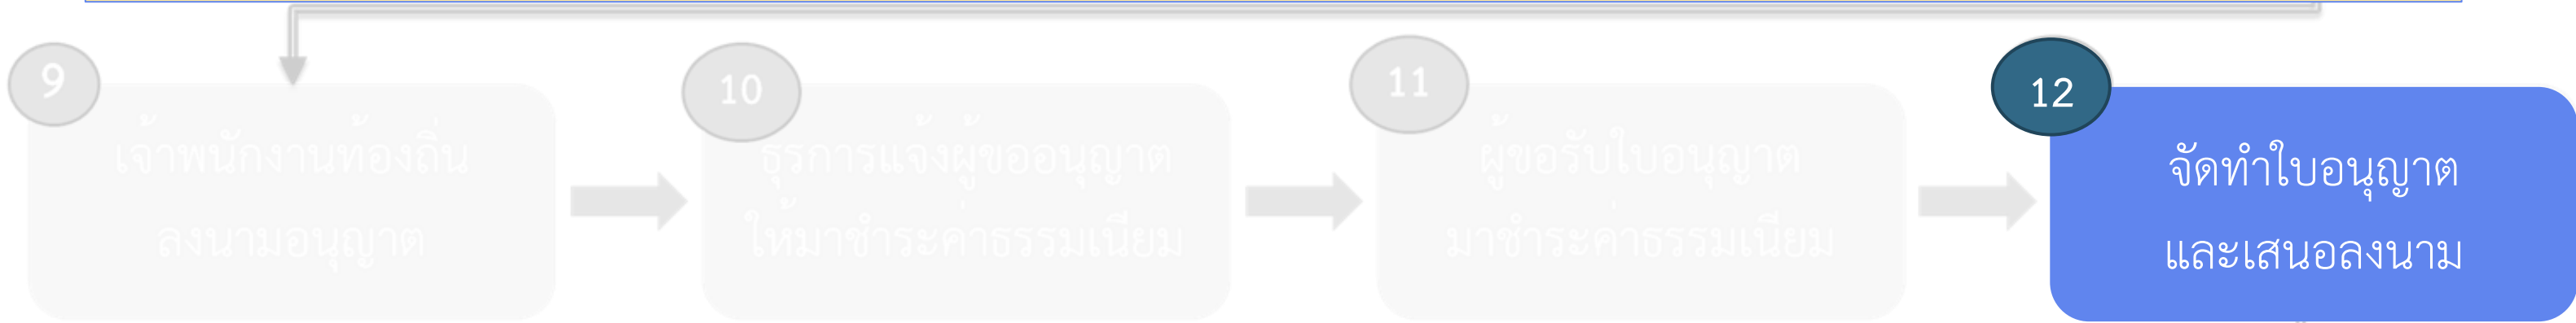 9
เจ้าพนักงานท้องถิ่น
ลงนามอนุญาต
10
ธุรการแจ้งผู้ขออนุญาต
ให้มาชำระค่าธรรมเนียม
11
ผู้ขอรับใบอนุญาต
มาชำระค่าธรรมเนียม
12
จัดทำใบอนุญาต
และเสนอลงนาม